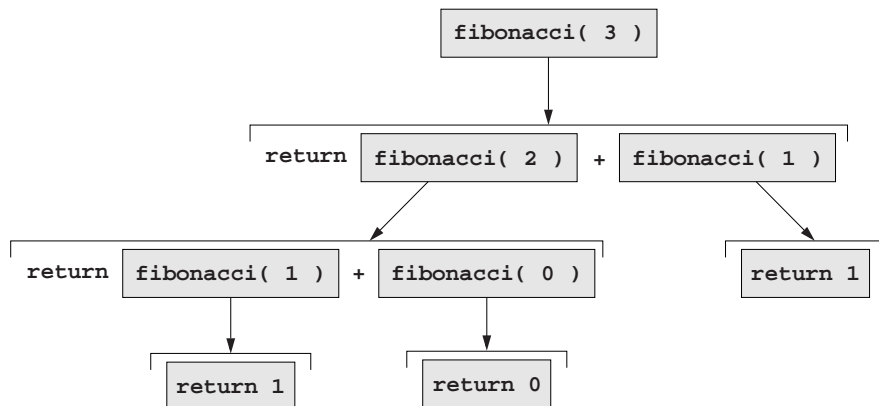 fibonacci( 3 )
return fibonacci( 2 ) + fibonacci( 1 )
return fibonacci( 1 ) + fibonacci( 0 )
return 1
return 1
return 0